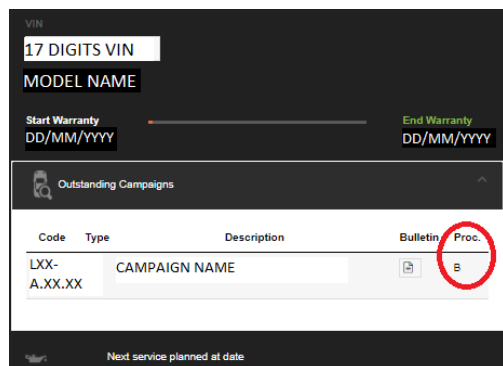 VIN
17 DIGITS VIN
MODEL NAME
Start Warranty End Warranty
DD/MM/YYYY DD/MM/YYYY
Outstanding Campaigns
Code Type Description Bulletin Proc.
LXX-
A.XX.XX CAMPAIGN NAME B
Next service planned at date